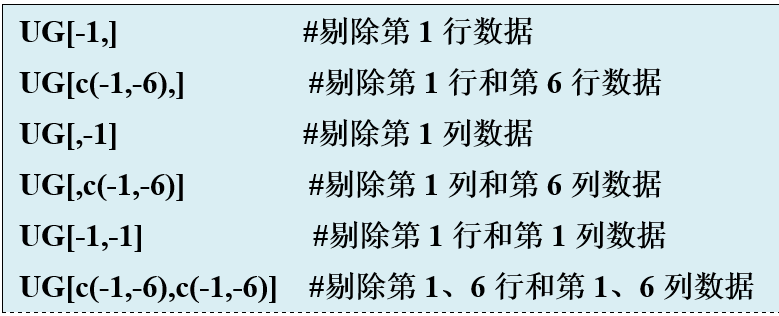 UG[-1,] #剔除第 1 行数据
UG[c(-1,-6),] #剔除第 1 行和第 6 行数据
UG[,-1] #剔除第 1 列数据
UG[,c(-1,-6)] #剔除第 1 列和第 6 列数据
UG[-1,-1] #剔除第 1 行和第 1 列数据
UG[c(-1,-6),c(-1,-6)] #剔除第 1、6 行和第 1、6 列数据